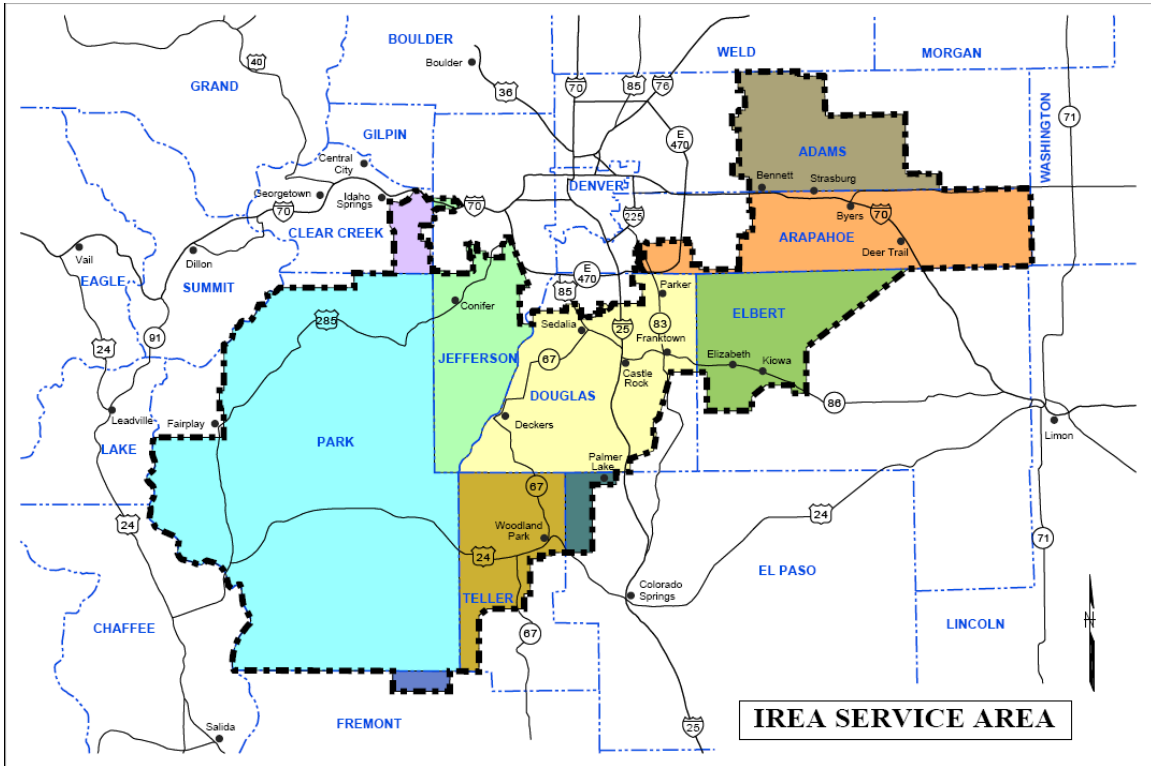 BOULDER
WELD
MORGAN
Boulder
40
GRAND
36
70
85
76
WASHINGTON
71
GILPIN
E
470
Central
City
ADAMS
Georgetown
Idaho
Springs
DENVER
Bennett
Strasburg
70
70
225
Byers
70
CLEAR CREEK
ARAPAHOE
Vail
Dillon
Deer Trail
EAGLE
SUMMIT
E
470
85
Parker
Conifer
285
ELBERT
Sedalia
25
83
91
24
JEFFERSON
67
Franktown
Elizabeth
Kiowa
Castle
Rock
DOUGLAS
86
Leadville
Fairplay
Deckers
Limon
LAKE
PARK
Palmer
Lake
67
24
24
Woodland
Park
71
24
EL PASO
Colorado
Springs
TELLER
CHAFFEE
67
LINCOLN
N
IREA SERVICE AREA
Salida
FREMONT
25